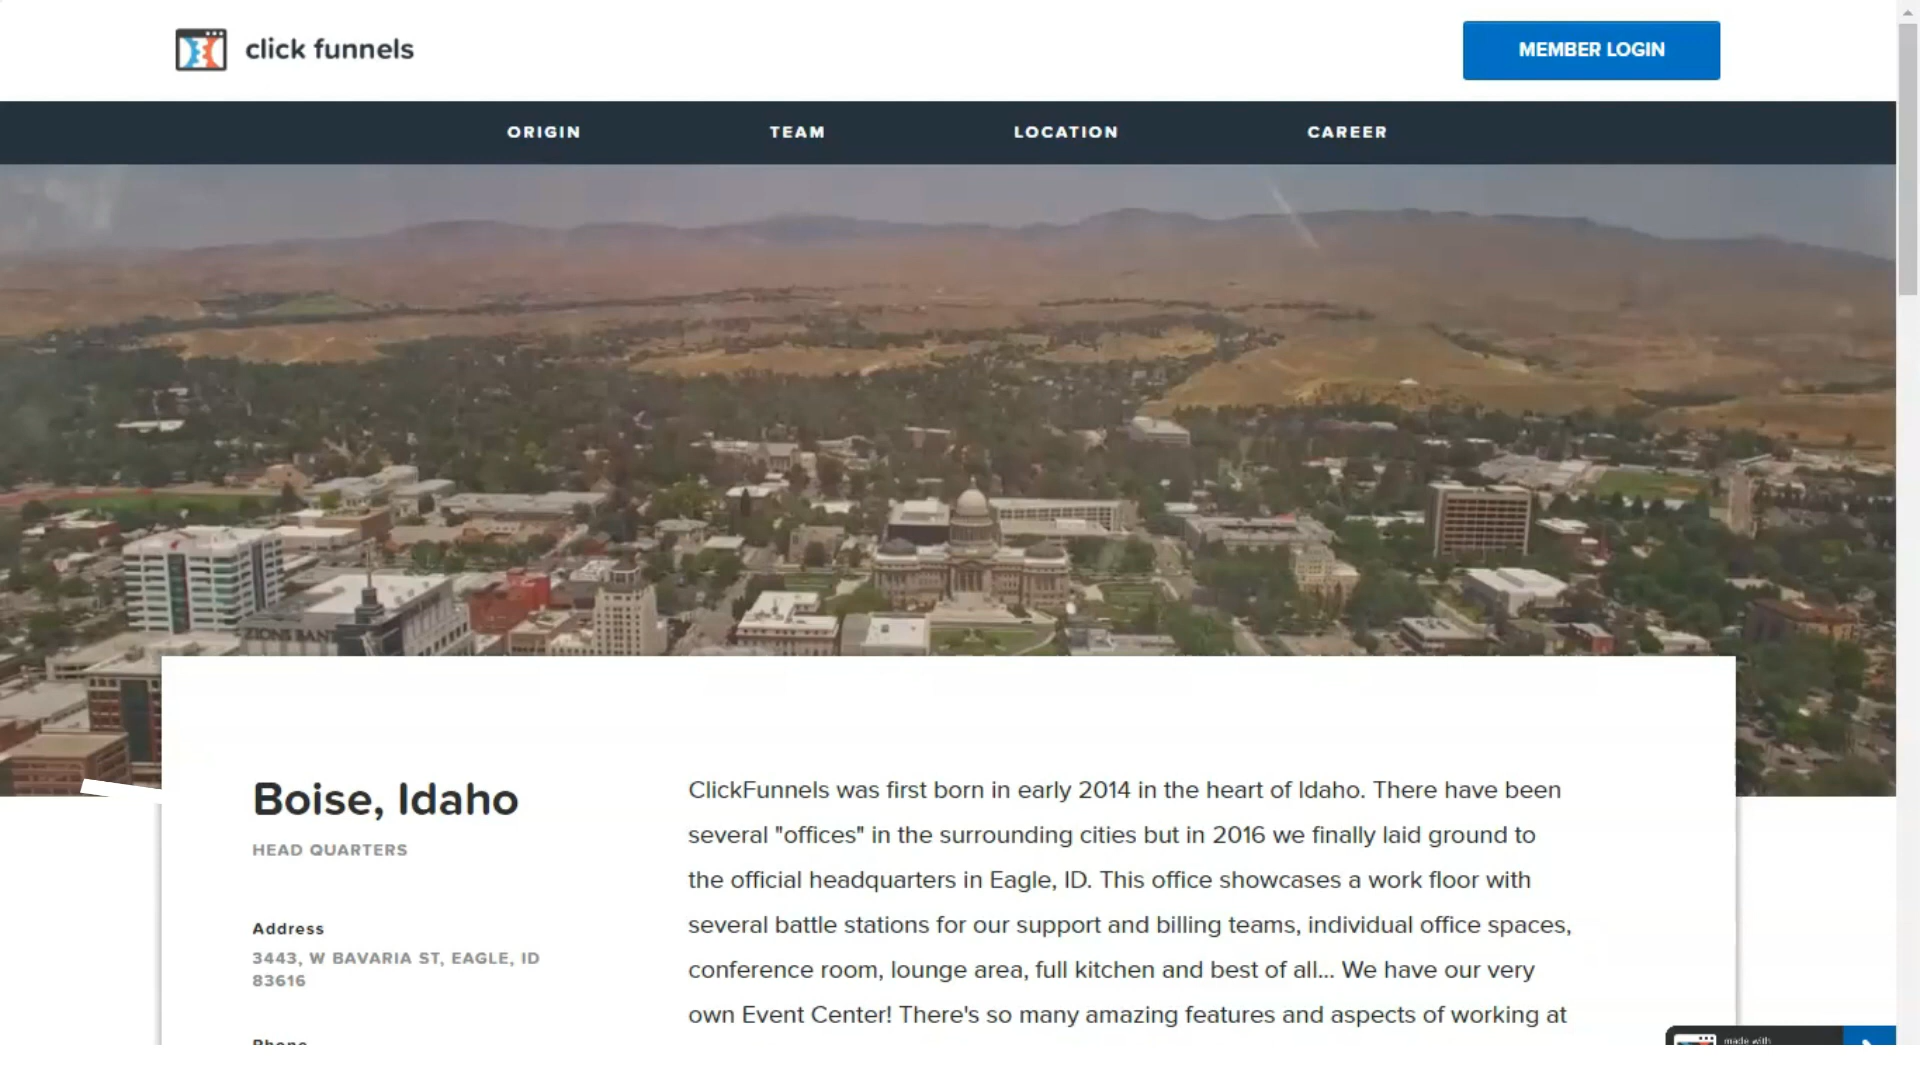 click funnels
MEMBER LOGIN
ORIGIN TEAM LOCATION CAREER
ZIONS BANK
Boise, Idaho
HEAD QUARTERS
Address
3443, W BAVARIA ST, EAGLE, ID
83616
Phone
ClickFunnels was first born in early 2014 in the heart of Idaho. There have been
several "offices" in the surrounding cities but in 2016 we finally laid ground to
the official headquarters in Eagle, ID. This office showcases a work floor with
several battle stations for our support and billing teams, individual office spaces,
conference room, lounge area, full kitchen and best of all... We have our very
own Event Center! There's so many amazing features and aspects of working at
made with